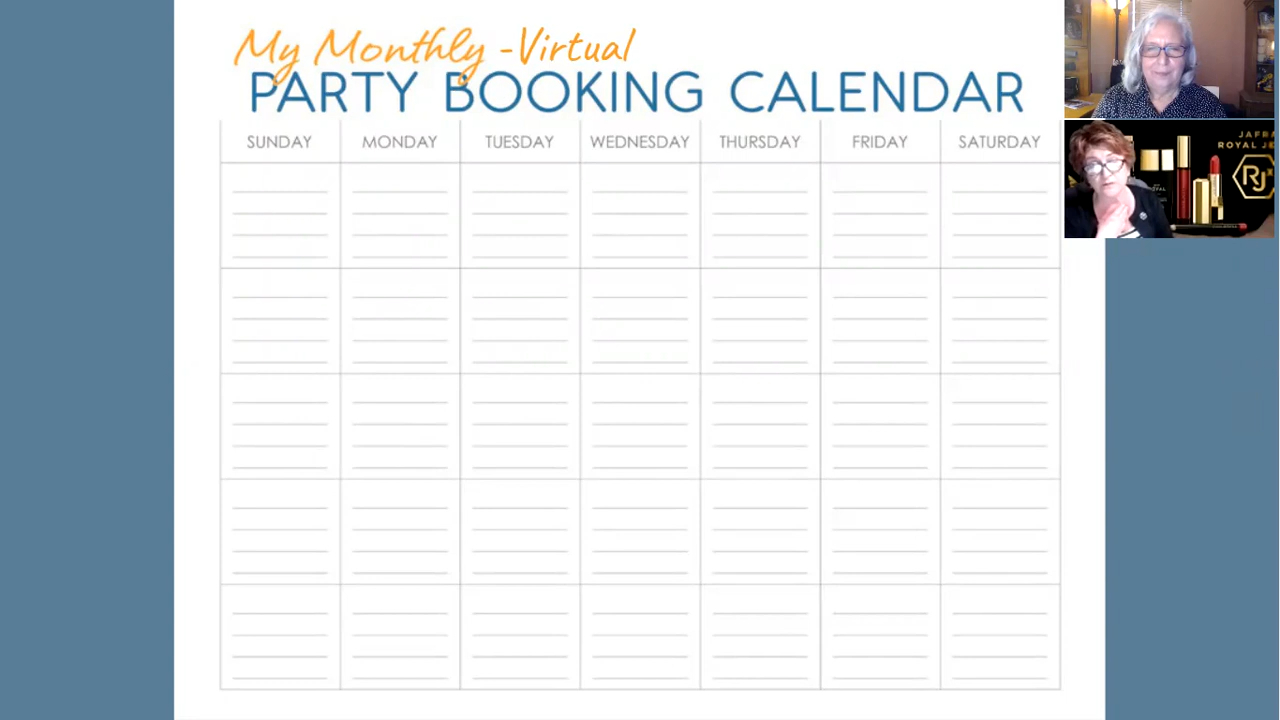 My Monthly -Virtual
PARTY BOOKING CALENDAR
SUNDAY MONDAY TUESDAY WEDNESDAY THURSDAY FRIDAY SATURDAY
JAFRA
ROYAL JE
RJ